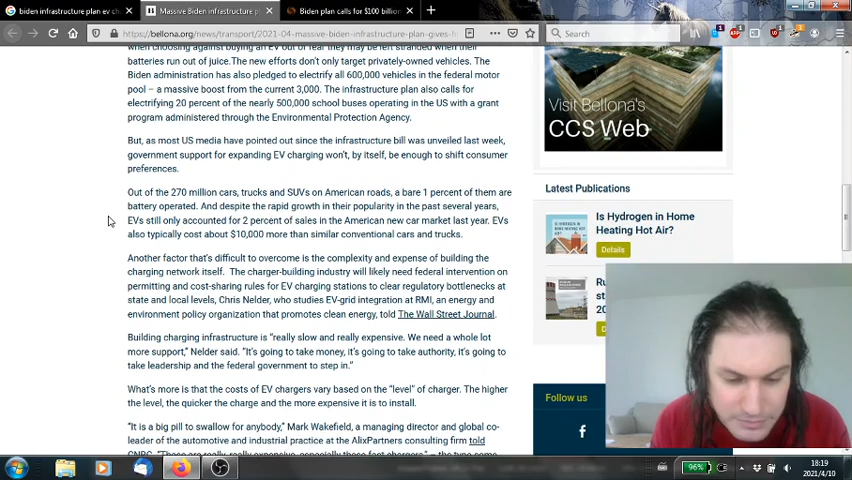 biden infrastructure plan ev ch
Massive Biden infrastructure pl
Biden plan calls for $100 billion
https://bellona.org/news/transport/2021-04-massive-biden-infrastructure-plan-gives-
Search
when choosing against buying an EV out of fear they may be left stranded when their
batteries run out of juice.The new efforts don't only target privately-owned vehicles. The
Biden administration has also pledged to electrify all 600,000 vehicles in the federal motor
pool – a massive boost from the current 3,000. The infrastructure plan also calls for
electrifying 20 percent of the nearly 500,000 school buses operating in the US with a grant
program administered through the Environmental Protection Agency.
But, as most US media have pointed out since the infrastructure bill was unveiled last week,
government support for expanding EV charging won't, by itself, be enough to shift consumer
preferences.
Out of the 270 million cars, trucks and SUVs on American roads, a bare 1 percent of them are
battery operated. And despite the rapid growth in their popularity in the past several years,
EVs still only accounted for 2 percent of sales in the American new car market last year. EVs
also typically cost about $10,000 more than similar conventional cars and trucks.
Another factor that's difficult to overcome is the complexity and expense of building the
charging network itself. The charger-building industry will likely need federal intervention on
permitting and cost-sharing rules for EV charging stations to clear regulatory bottlenecks at
state and local levels, Chris Nelder, who studies EV-grid integration at RMI, an energy and
environment policy organization that promotes clean energy, told The Wall Street Journal.
Building charging infrastructure is “really slow and really expensive. We need a whole lot
more support,” Nelder said. “It's going to take money, it's going to take authority, it's going to
take leadership and the federal government to step in.”
What's more is that the costs of EV chargers vary based on the “level” of charger. The higher
the level, the quicker the charge and the more expensive it is to install.
“It is a big pill to swallow for anybody,” Mark Wakefield, a managing director and global co-
leader of the automotive and industrial practice at the AlixPartners consulting firm told
CNBC. “These are really, really expensive, especially these fast chargers,” – the type some
Visit Bellona's
CCS Web
Latest Publications
Is Hydrogen in Home
Heating Hot Air?
Details
Follow us
96%
18:19
2021/4/10